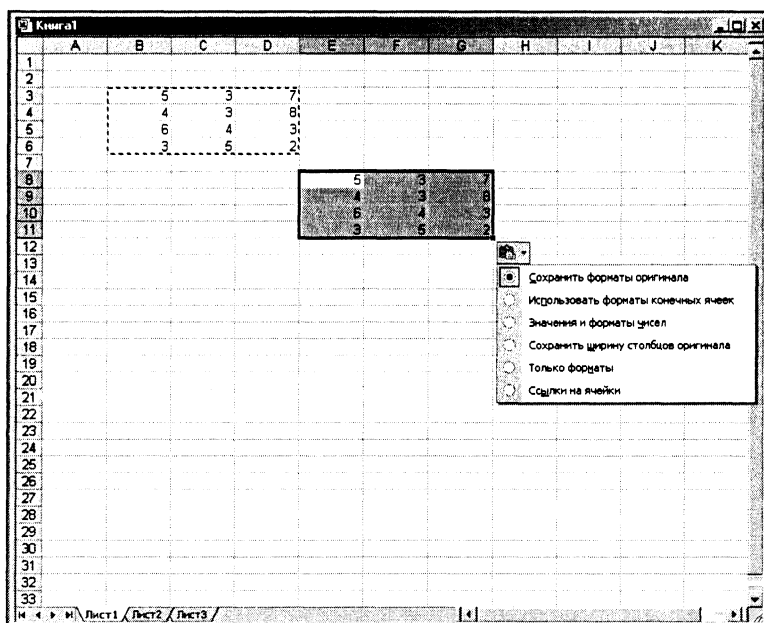 Книга1
A B C D E F G H I J K
1
2
3 5 3 7
4 4 3 8
5 6 4 3
6 3 5 2
7
8 5 3 7
9 4 3 8
10 6 4 3
11 3 5 2
12
13
14 Сохранить форматы оригинала
15 Использовать форматы конечных ячеек
16
17 Значения и форматы чисел
18 Сохранить ширину столбцов оригинала
19 Только форматы
20
21 Ссылки на ячейки
22
23
24
25
26
27
28
29
30
31
32
33
Лист1 Лист2 Лист3